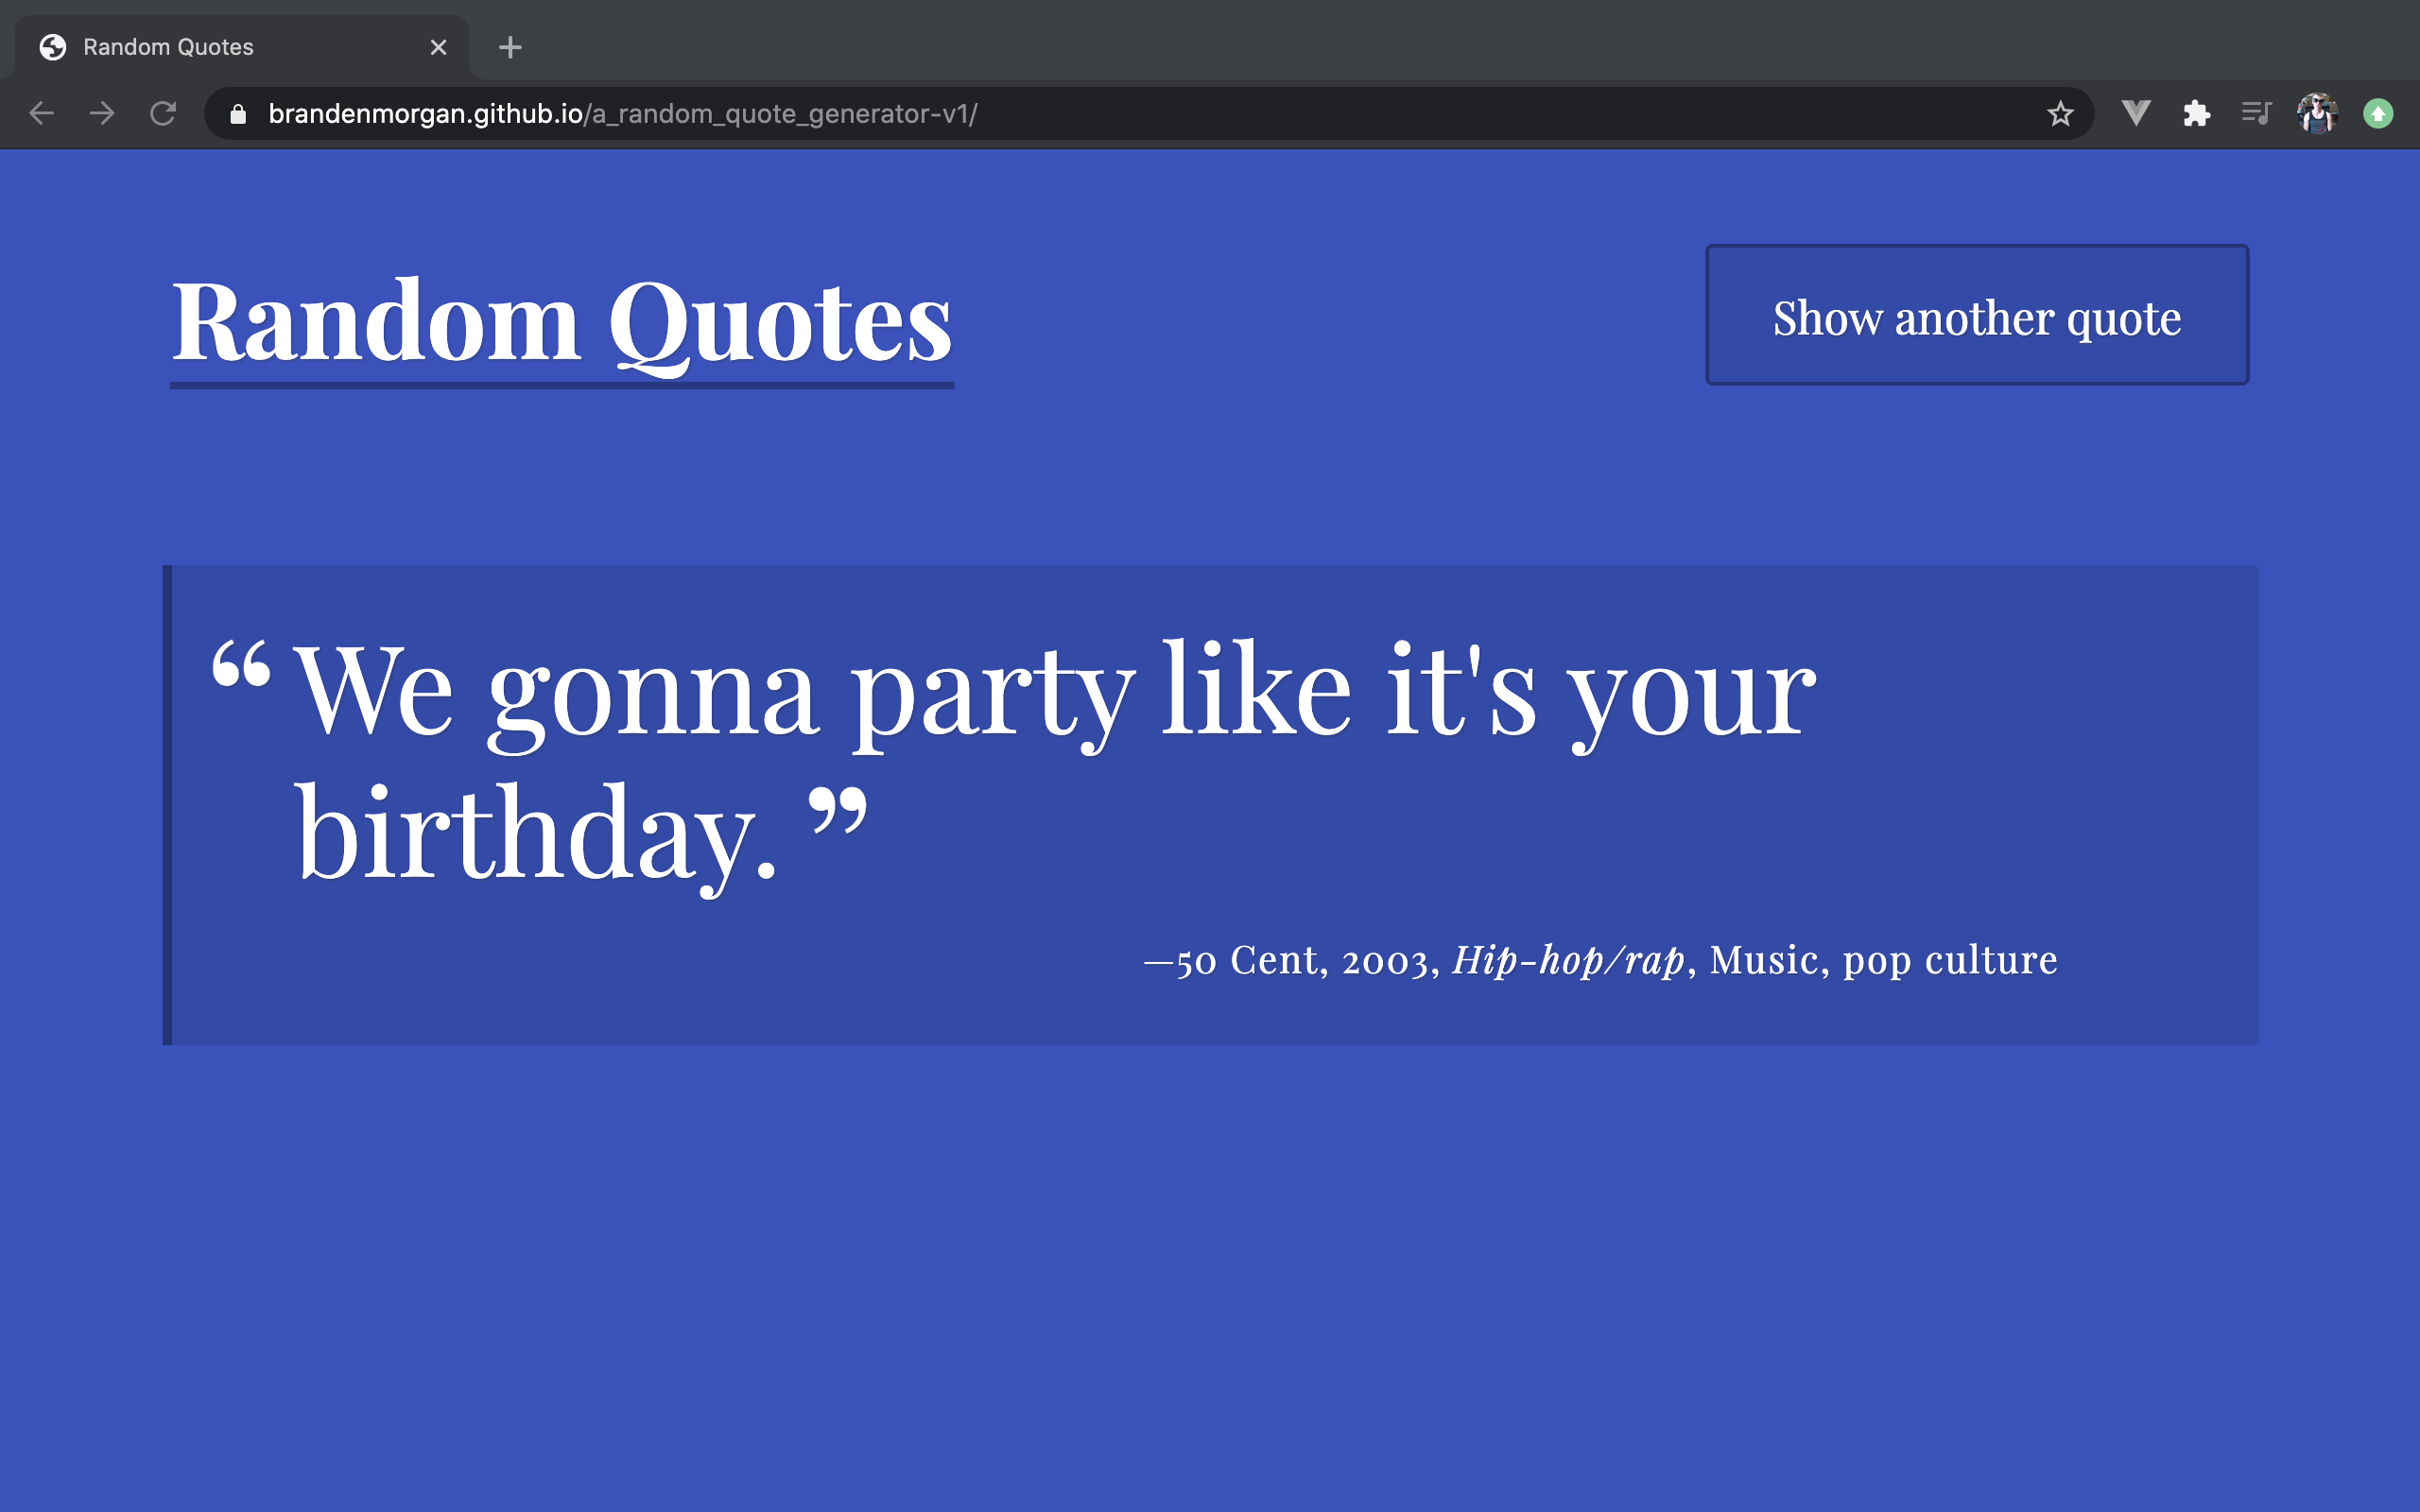 Random Quotes
brandenmorgan.github.io/a_random_quote_generator-v1/
Random Quotes
Show another quote
“We gonna party like it's your
birthday.”
—50 Cent, 2003, Hip-hop/rap, Music, pop culture